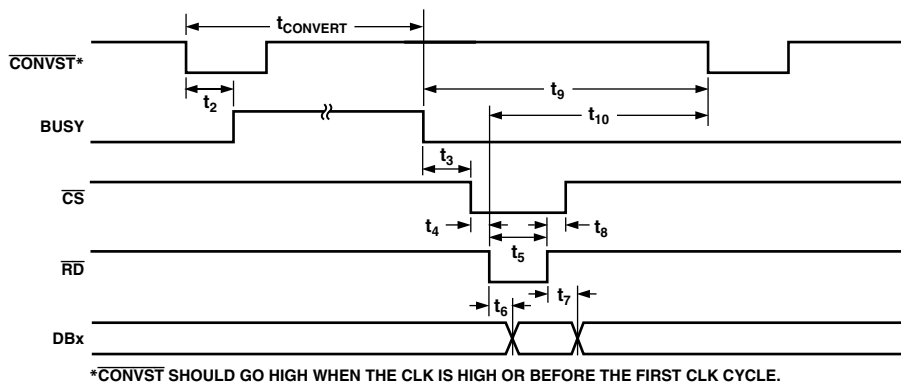 tCONVERT
CONVST*
t2
t9
t10
BUSY
t3
CS
t4
t8
t5
RD
t6
t7
DBx
*CONVST SHOULD GO HIGH WHEN THE CLK IS HIGH OR BEFORE THE FIRST CLK CYCLE.